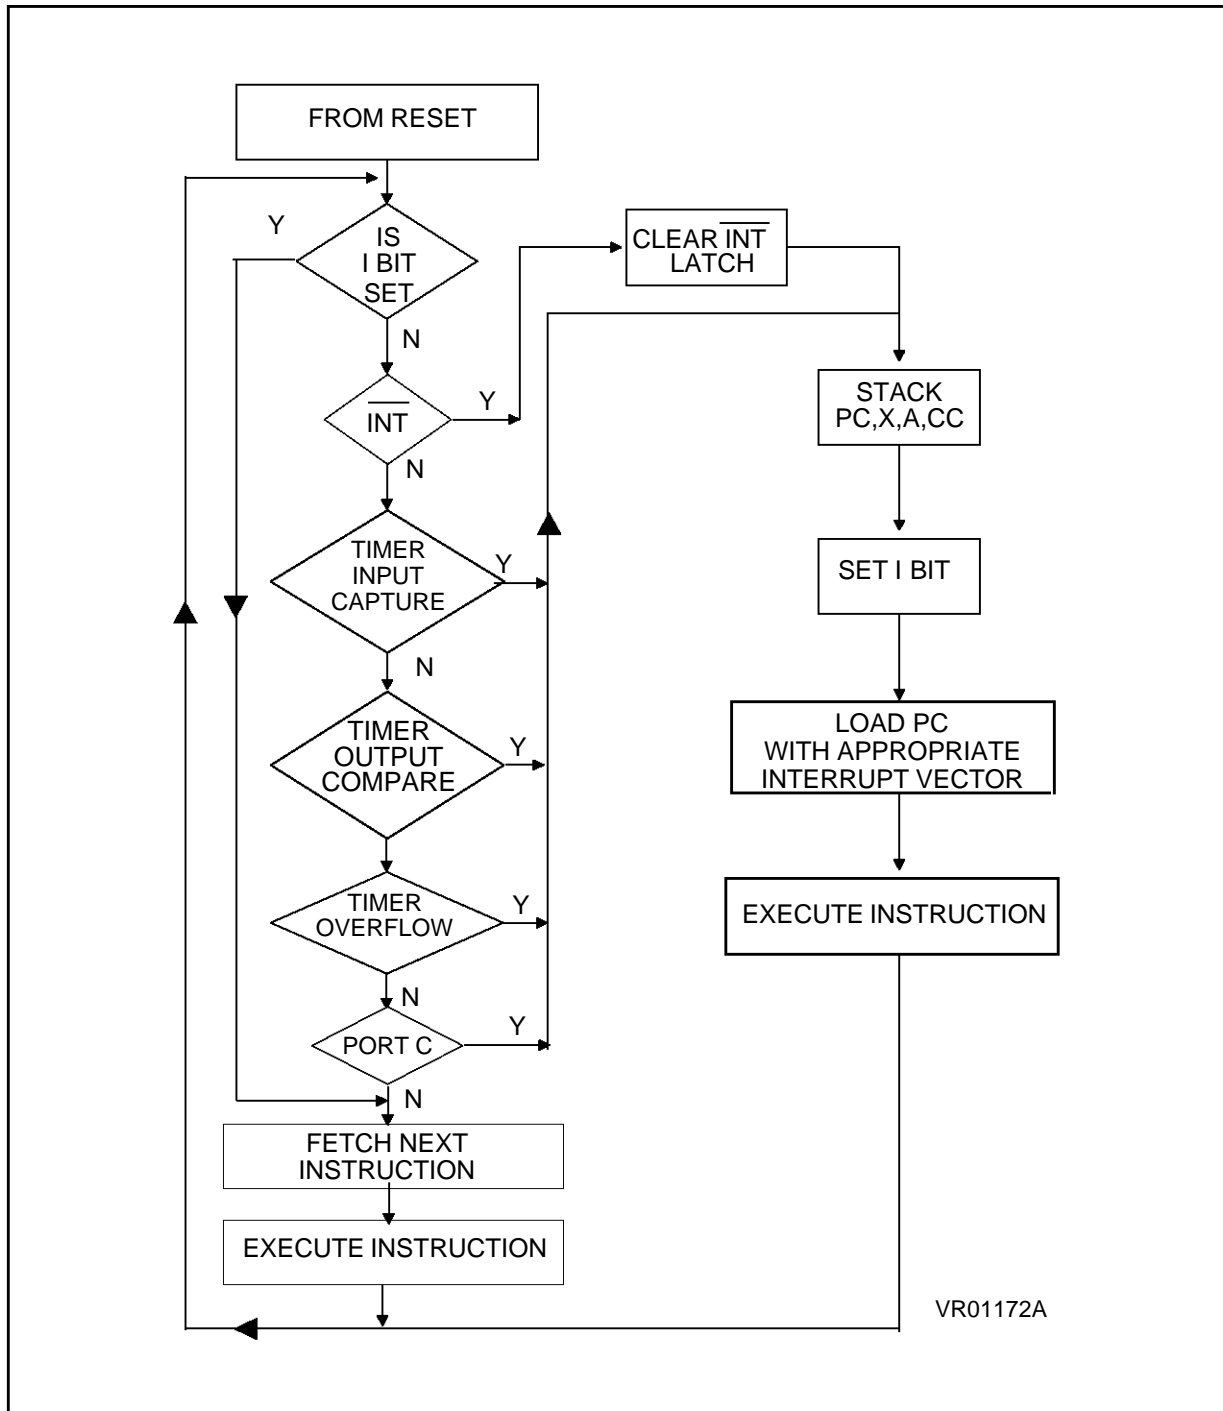 FROM RESET
Y
IS
I BIT
SET
N
CLEAR INT
LATCH
INT
Y
N
STACK
PC,X,A,CC
TIMER
INPUT
CAPTURE
Y
N
SET I BIT
TIMER
OUTPUT
COMPARE
Y
LOAD PC
WITH APPROPRIATE
INTERRUPT VECTOR
TIMER
OVERFLOW
Y
N
EXECUTE INSTRUCTION
PORT C
Y
N
FETCH NEXT
INSTRUCTION
EXECUTE INSTRUCTION
VR01172A